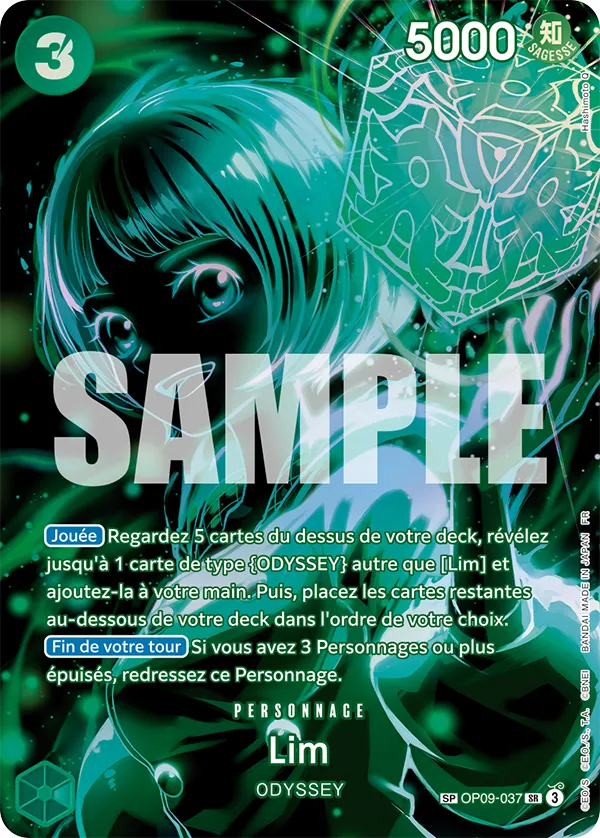 3
5000
知
SAGESSE
Hashimoto Q
SAMPLE
Jouée Regardez 5 cartes du dessus de votre deck, révélez
jusqu'à 1 carte de type {ODYSSEY} autre que [Lim] et
ajoutez-la à votre main. Puis, placez les cartes restantes
au-dessous de votre deck dans l'ordre de votre choix.
Fin de votre tour Si vous avez 3 Personnages ou plus
épuisés, redressez ce Personnage.
PERSONNAGE
Lim
ODYSSEY
SP OP09-037 SR 3
©E.O./S. ©E.O./S., T.A. ©BNEI BANDAI MADE IN JAPAN FR